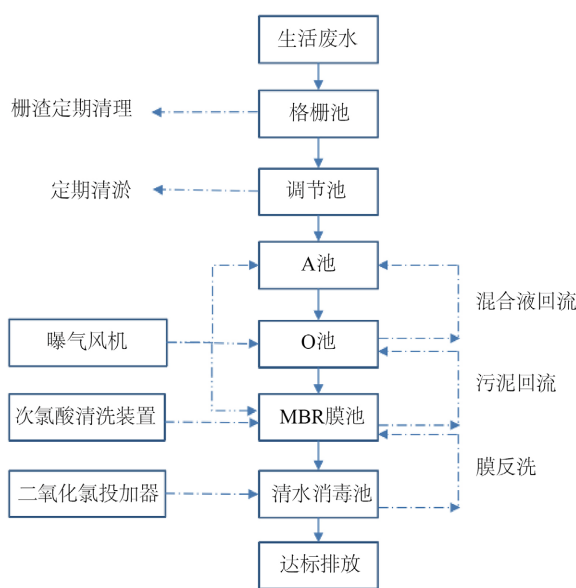 生活废水
栅渣定期清理
格栅池
定期清淤
调节池
A池
混合液回流
曝气风机
O池
污泥回流
次氯酸清洗装置
MBR膜池
膜反洗
二氧化氯投加器
清水消毒池
达标排放